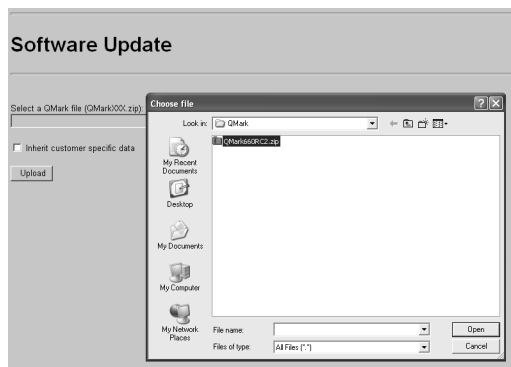 Software Update
Select a QMark file (QMarkXXX.zip):
Inherit customer specific data
Upload
Choose file
Look in:
QMark
QMark660RC2.zip
My Recent
Documents
Desktop
My Documents
My Computer
My Network
Places
File name:
Open
Files of type:
All Files (*.*)
Cancel